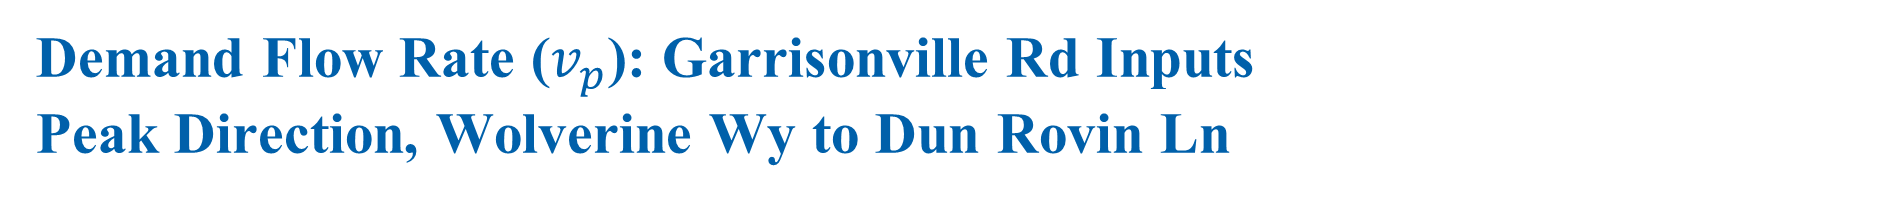 Demand Flow Rate (𝑣ₚ): Garrisonville Rd Inputs
Peak Direction, Wolverine Wy to Dun Rovin Ln